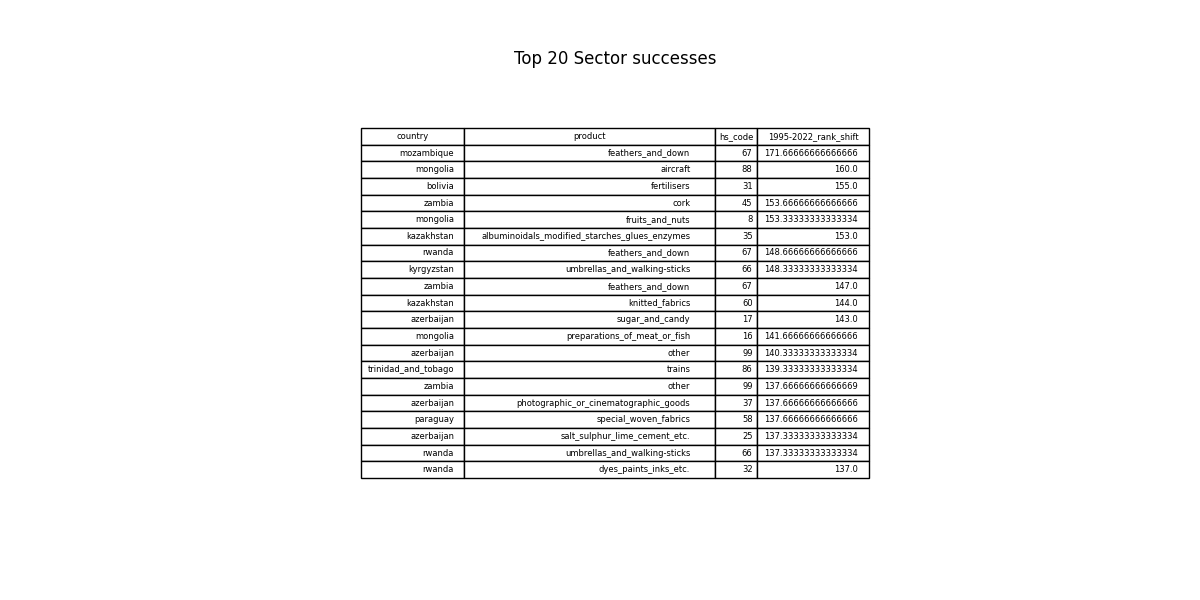 Top 20 Sector successes
country product hs_code 1995-2022_rank_shift
mozambique feathers_and_down 67 171.66666666666666
mongolia aircraft 88 160.0
bolivia fertilisers 31 155.0
zambia cork 45 153.66666666666666
mongolia fruits_and_nuts 8 153.33333333333334
kazakhstan albuminoidals_modified_starches_glues_enzymes 35 153.0
rwanda feathers_and_down 67 148.66666666666666
kyrgyzstan umbrellas_and_walking-sticks 66 148.33333333333334
zambia feathers_and_down 67 147.0
kazakhstan knitted_fabrics 60 144.0
azerbaijan sugar_and_candy 17 143.0
mongolia preparations_of_meat_or_fish 16 141.66666666666666
azerbaijan other 99 140.33333333333334
trinidad_and_tobago trains 86 139.33333333333334
zambia other 99 137.66666666666669
azerbaijan photographic_or_cinematographic_goods 37 137.66666666666666
paraguay special_woven_fabrics 58 137.66666666666666
azerbaijan salt_sulphur_lime_cement_etc. 25 137.33333333333334
rwanda umbrellas_and_walking-sticks 66 137.33333333333334
rwanda dyes_paints_inks_etc. 32 137.0